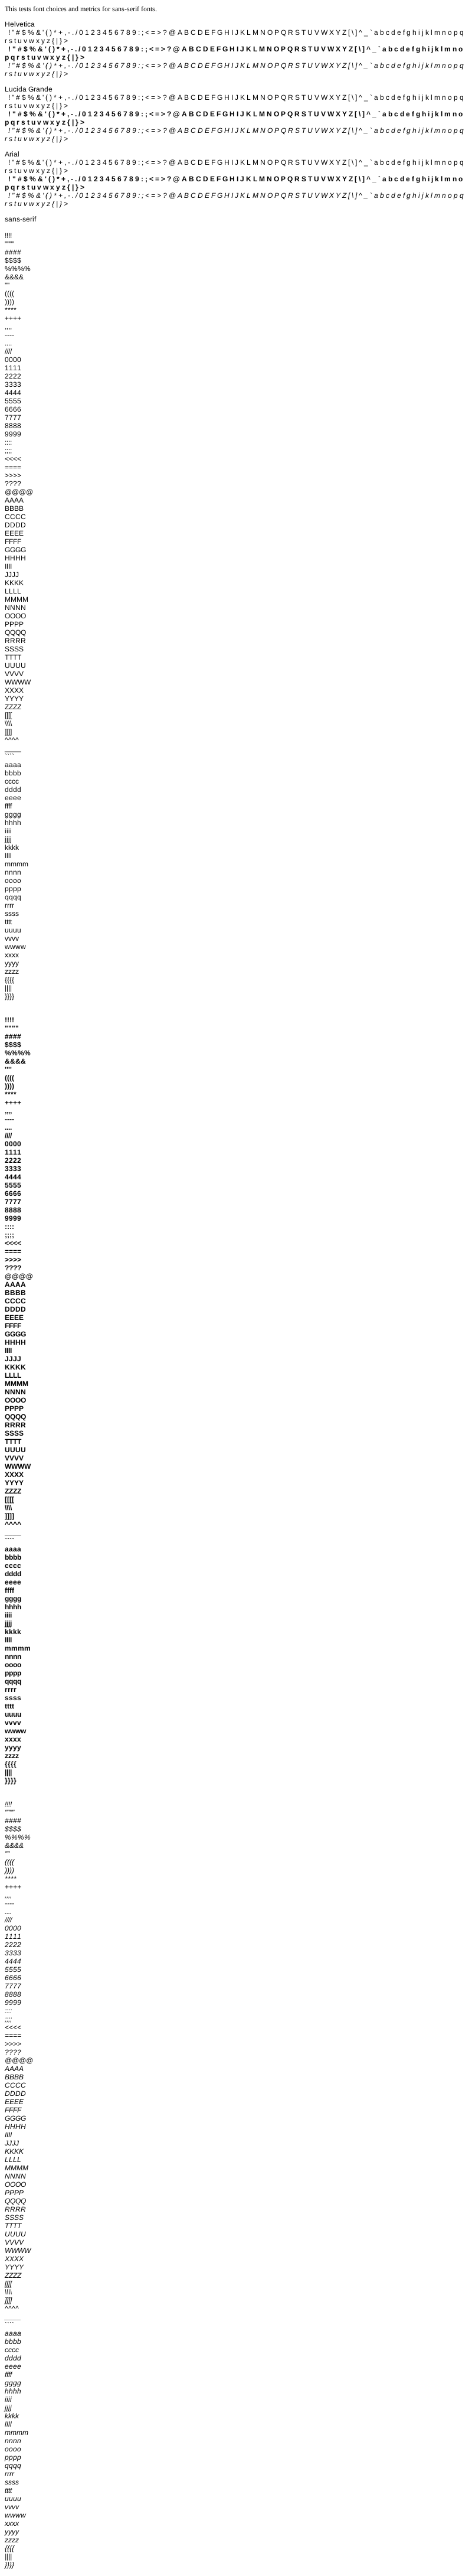 This tests font choices and metrics for sans-serif fonts.
Helvetica
! " # $ % & ' ( ) * + , - . / 0 1 2 3 4 5 6 7 8 9 : ; < = > ? @ A B C D E F G H I J K L M N O P Q R S T U V W X Y Z [ \ ] ^ _ ` a b c d e f g h i j k l m n o p q
r s t u v w x y z { | } >
! " # $ % & ' ( ) * + , - . / 0 1 2 3 4 5 6 7 8 9 : ; < = > ? @ A B C D E F G H I J K L M N O P Q R S T U V W X Y Z [ \ ] ^ _ ` a b c d e f g h i j k l m n o
p q r s t u v w x y z { | } >
! " # $ % & ' ( ) * + , - . / 0 1 2 3 4 5 6 7 8 9 : ; < = > ? @ A B C D E F G H I J K L M N O P Q R S T U V W X Y Z [ \ ] ^ _ ` a b c d e f g h i j k l m n o p q
r s t u v w x y z { | } >
Lucida Grande
! " # $ % & ' ( ) * + , - . / 0 1 2 3 4 5 6 7 8 9 : ; < = > ? @ A B C D E F G H I J K L M N O P Q R S T U V W X Y Z [ \ ] ^ _ ` a b c d e f g h i j k l m n o p q
r s t u v w x y z { | } >
! " # $ % & ' ( ) * + , - . / 0 1 2 3 4 5 6 7 8 9 : ; < = > ? @ A B C D E F G H I J K L M N O P Q R S T U V W X Y Z [ \ ] ^ _ ` a b c d e f g h i j k l m n o
p q r s t u v w x y z { | } >
! " # $ % & ' ( ) * + , - . / 0 1 2 3 4 5 6 7 8 9 : ; < = > ? @ A B C D E F G H I J K L M N O P Q R S T U V W X Y Z [ \ ] ^ _ ` a b c d e f g h i j k l m n o p q
r s t u v w x y z { | } >
Arial
! " # $ % & ' ( ) * + , - . / 0 1 2 3 4 5 6 7 8 9 : ; < = > ? @ A B C D E F G H I J K L M N O P Q R S T U V W X Y Z [ \ ] ^ _ ` a b c d e f g h i j k l m n o p q
r s t u v w x y z { | } >
! " # $ % & ' ( ) * + , - . / 0 1 2 3 4 5 6 7 8 9 : ; < = > ? @ A B C D E F G H I J K L M N O P Q R S T U V W X Y Z [ \ ] ^ _ ` a b c d e f g h i j k l m n o
p q r s t u v w x y z { | } >
! " # $ % & ' ( ) * + , - . / 0 1 2 3 4 5 6 7 8 9 : ; < = > ? @ A B C D E F G H I J K L M N O P Q R S T U V W X Y Z [ \ ] ^ _ ` a b c d e f g h i j k l m n o p q
r s t u v w x y z { | } >
sans-serif
!!!!
""""
####
$$$$
%%%%
&&&&
''''
((((
))))
****
++++
,,,,
----
....
////
0000
1111
2222
3333
4444
5555
6666
7777
8888
9999
::::
;;;;
<<<<
====
>>>>
????
@@@@
AAAA
BBBB
CCCC
DDDD
EEEE
FFFF
GGGG
HHHH
IIII
JJJJ
KKKK
LLLL
MMMM
NNNN
OOOO
PPPP
QQQQ
RRRR
SSSS
TTTT
UUUU
VVVV
WWWW
XXXX
YYYY
ZZZZ
[[[[
\\\\
]]]]
^^^^
____
````
aaaa
bbbb
cccc
dddd
eeee
ffff
gggg
hhhh
iiii
jjjj
kkkk
llll
mmmm
nnnn
oooo
pppp
qqqq
rrrr
ssss
tttt
uuuu
vvvv
wwww
xxxx
yyyy
zzzz
{{{{
||||
}}}}
!!!!
""""
####
$$$$
%%%%
&&&&
''''
((((
))))
****
++++
,,,,
----
....
////
0000
1111
2222
3333
4444
5555
6666
7777
8888
9999
::::
;;;;
<<<<
====
>>>>
????
@@@@
AAAA
BBBB
CCCC
DDDD
EEEE
FFFF
GGGG
HHHH
IIII
JJJJ
KKKK
LLLL
MMMM
NNNN
OOOO
PPPP
QQQQ
RRRR
SSSS
TTTT
UUUU
VVVV
WWWW
XXXX
YYYY
ZZZZ
[[[[
\\\\
]]]]
^^^^
____
````
aaaa
bbbb
cccc
dddd
eeee
ffff
gggg
hhhh
iiii
jjjj
kkkk
llll
mmmm
nnnn
oooo
pppp
qqqq
rrrr
ssss
tttt
uuuu
vvvv
wwww
xxxx
yyyy
zzzz
{{{{
||||
}}}}
!!!!
""""
####
$$$$
%%%%
&&&&
''''
((((
))))
****
++++
,,,,
----
....
////
0000
1111
2222
3333
4444
5555
6666
7777
8888
9999
::::
;;;;
<<<<
====
>>>>
????
@@@@
AAAA
BBBB
CCCC
DDDD
EEEE
FFFF
GGGG
HHHH
IIII
JJJJ
KKKK
LLLL
MMMM
NNNN
OOOO
PPPP
QQQQ
RRRR
SSSS
TTTT
UUUU
VVVV
WWWW
XXXX
YYYY
ZZZZ
[[[[
\\\\
]]]]
^^^^
____
````
aaaa
bbbb
cccc
dddd
eeee
ffff
gggg
hhhh
iiii
jjjj
kkkk
llll
mmmm
nnnn
oooo
pppp
qqqq
rrrr
ssss
tttt
uuuu
vvvv
wwww
xxxx
yyyy
zzzz
{{{{
||||
}}}}